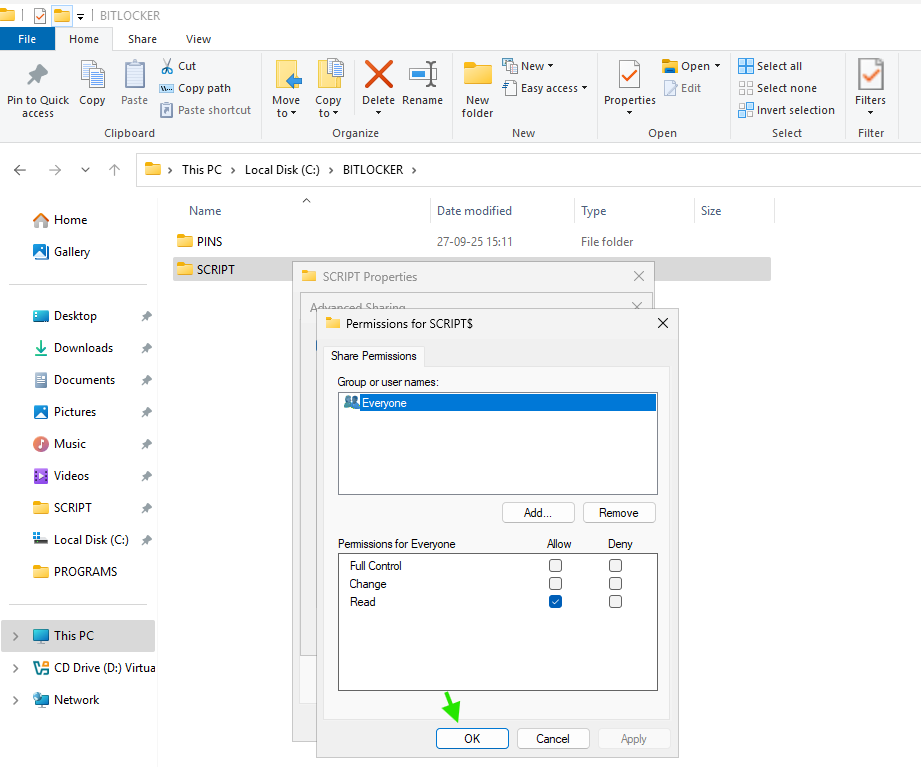 BITLOCKER
File Home Share View
Pin to Quick access
Copy
Paste
Cut
Copy path
Paste shortcut
Clipboard
Move to
Copy to
Delete
Rename
Organize
New folder
New
Easy access
New
Properties
Open
Edit
Open
Select all
Select none
Invert selection
Select
Filters
Filter
This PC > Local Disk (C:) > BITLOCKER >
Name Date modified Type Size
PINS 27-09-25 15:11 File folder
SCRIPT
Home
Gallery
Desktop
Downloads
Documents
Pictures
Music
Videos
SCRIPT
Local Disk (C:)
PROGRAMS
This PC
CD Drive (D:) Virtua
Network
SCRIPT Properties
Advanced Sharing
Permissions for SCRIPT$
Share Permissions
Group or user names:
Everyone
Add... Remove
Permissions for Everyone Allow Deny
Full Control
Change
Read
OK Cancel Apply